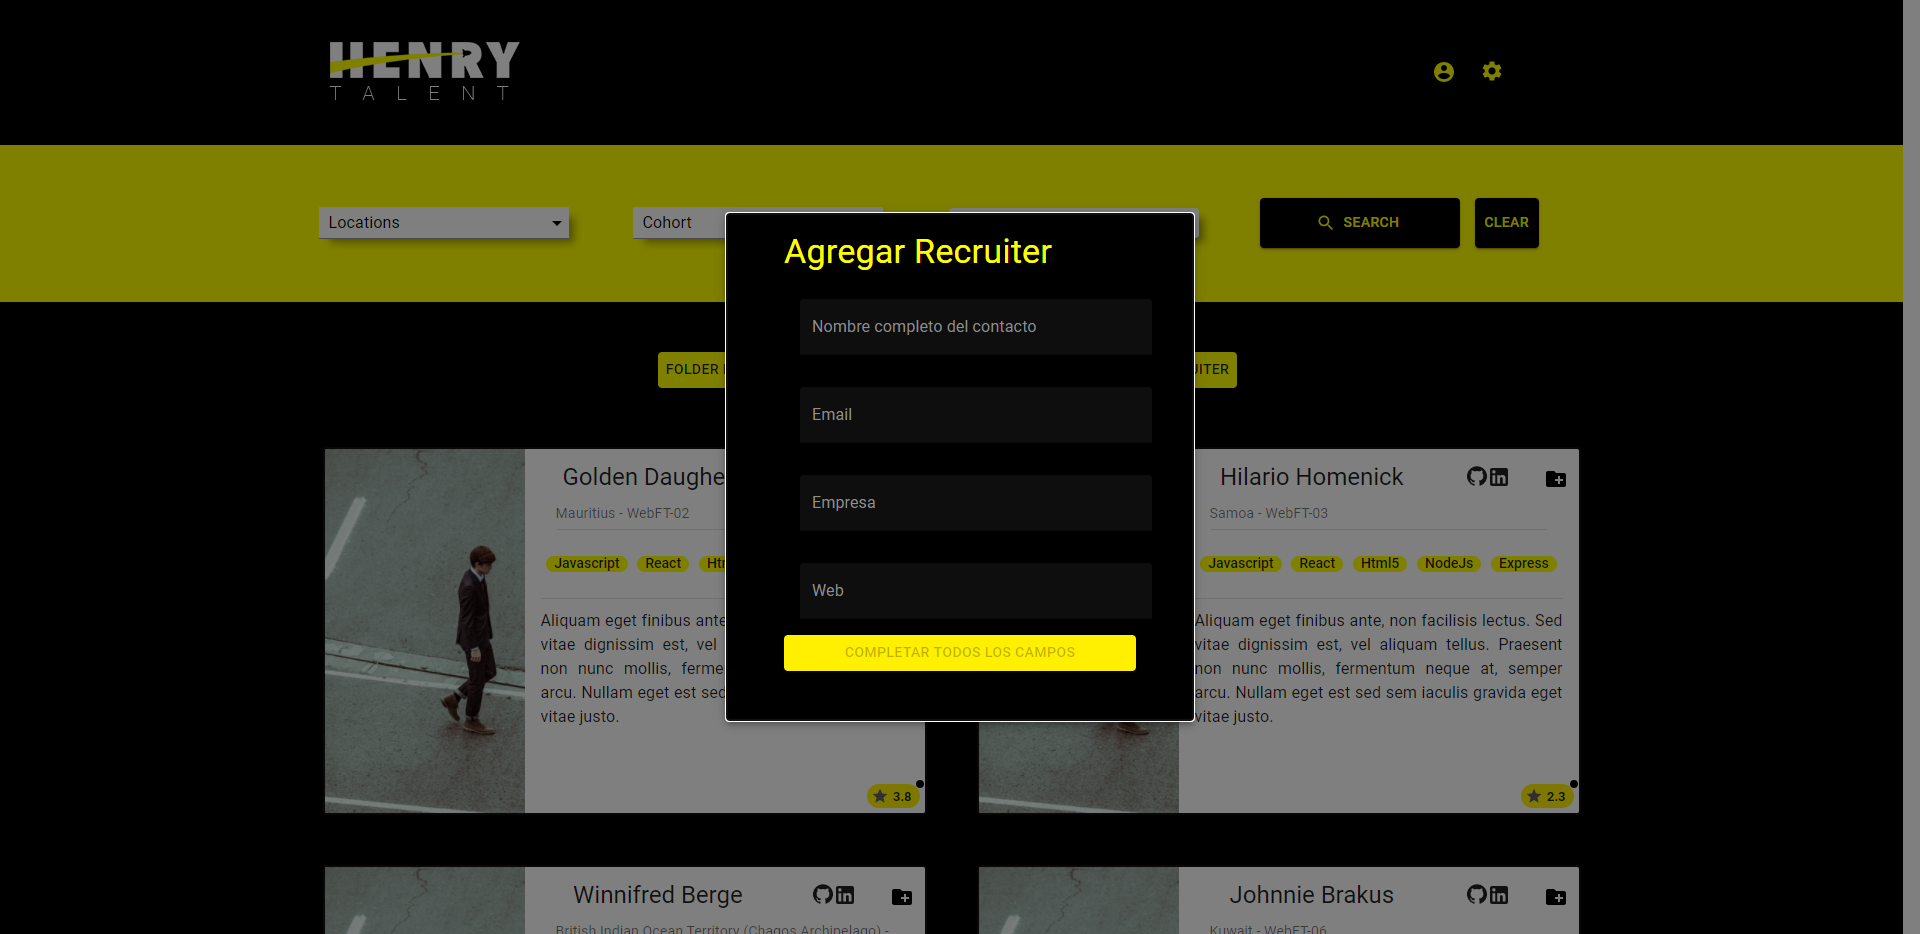 HENRY
TALENT
Locations
Cohort
SEARCH
CLEAR
FOLDER
Agregar Recruiter
Nombre completo del contacto
Email
Empresa
Web
COMPLETAR TODOS LOS CAMPOS
Golden
Mauritius - WebFT-02
Javascript React
Aliquam eget finibus ante
vitae dignissim est, vel
non nunc mollis,
arcu. Nullam eget est sed
vitae justo.
3.8
Hilario Homenick
Samoa - WebFT-03
Javascript React Html5 NodeJs Express
Aliquam eget finibus ante, non facilisis lectus. Sed
vitae dignissim est, vel aliquam tellus. Praesent
non nunc mollis, fermentum neque at, semper
arcu. Nullam eget est sed sem iaculis gravida eget
vitae justo.
2.3
Winnifred Berge
British Indian Ocean Territory (Chagos Archipelago) -
Johnnie Brakus
Kuwait - WebFT-06